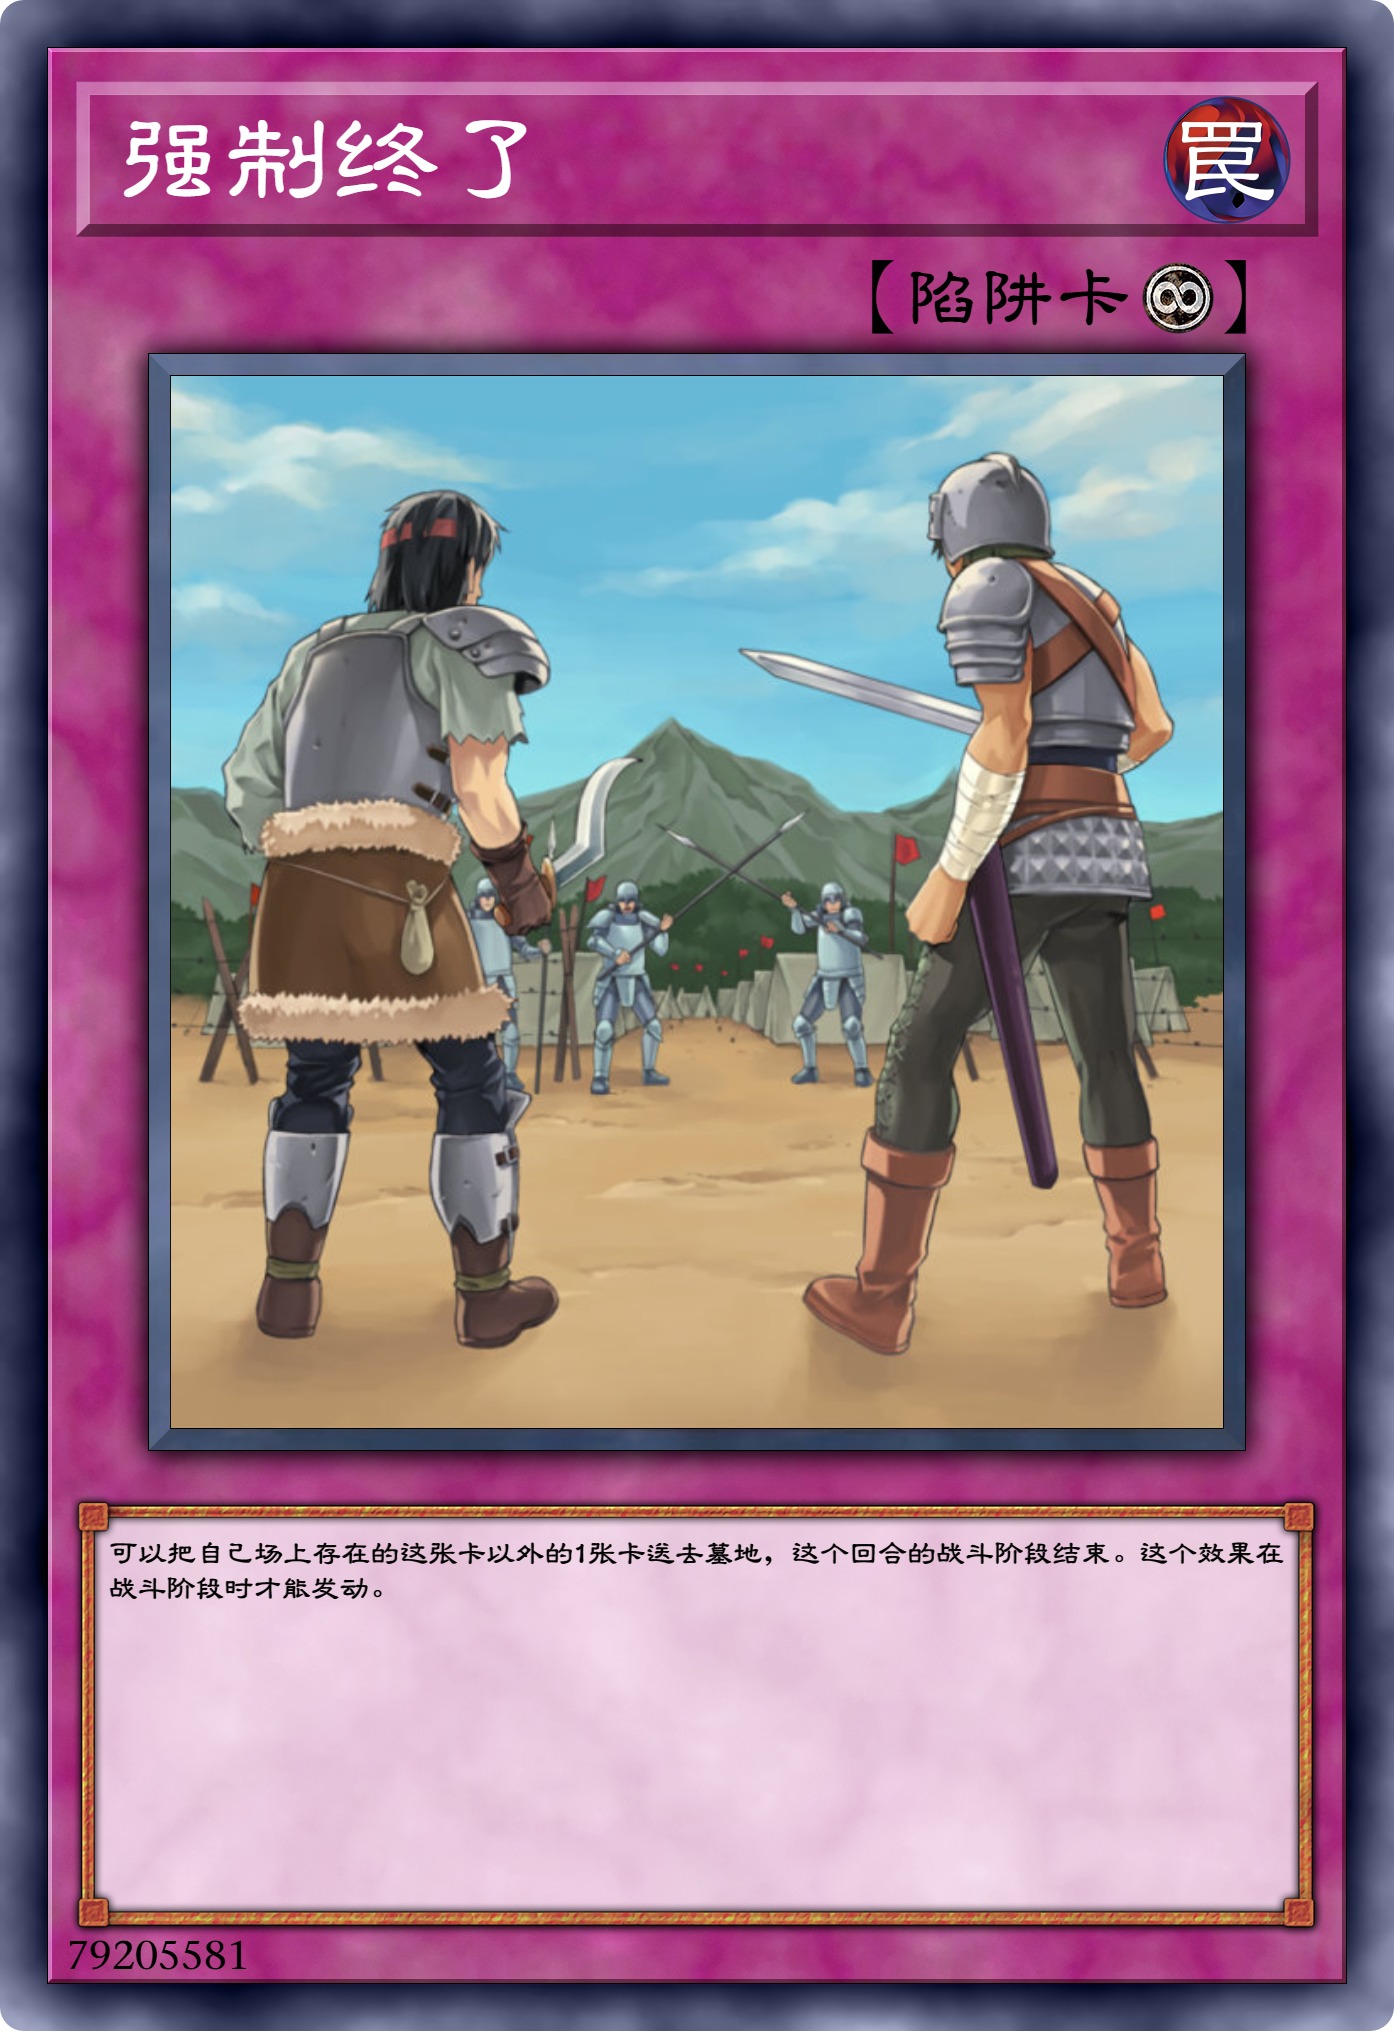 强制终了
罠
【陷阱卡】
可以把自己场上存在的这张卡以外的1张卡送去墓地，这个回合的战斗阶段结束。这个效果在
战斗阶段时才能发动。
79205581